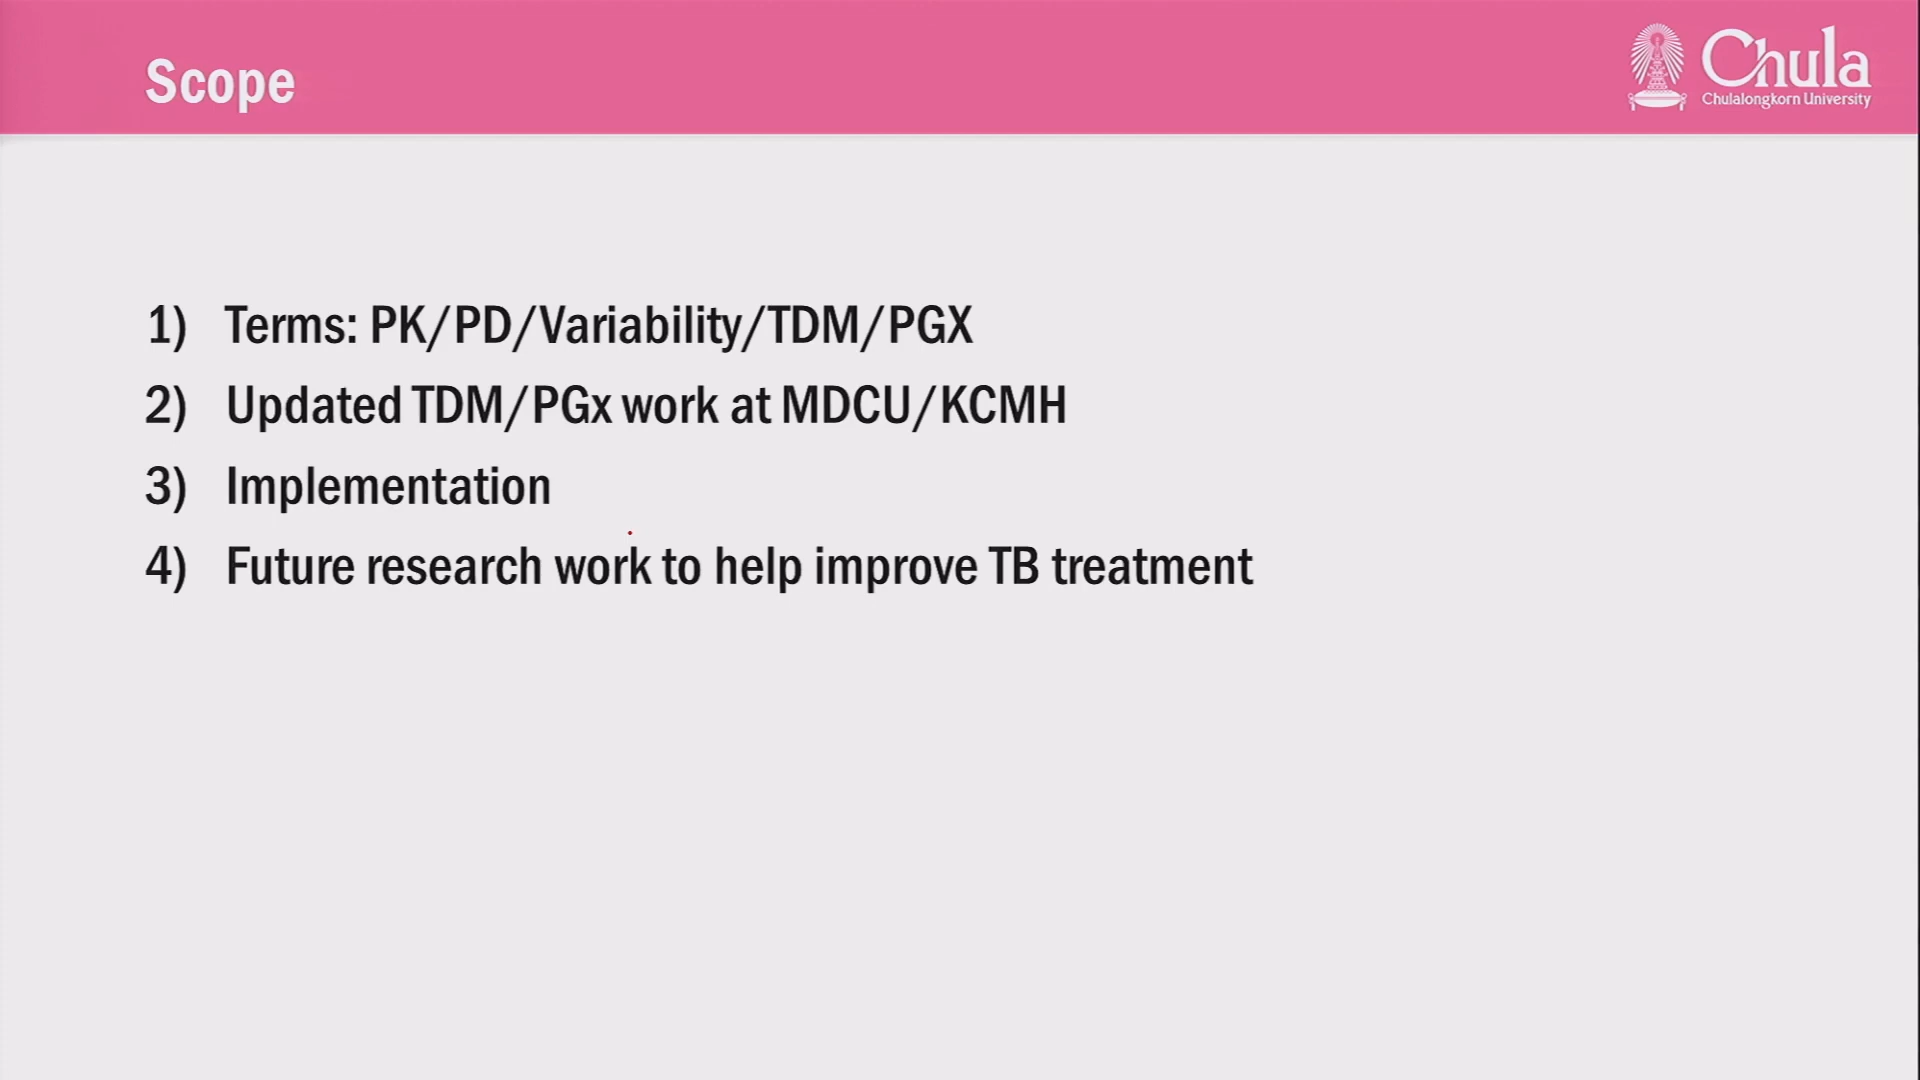 Scope
Chula
Chulalongkorn University
1) Terms: PK/PD/Variability/TDM/PGX
2) Updated TDM/PGx work at MDCU/KCMH
3) Implementation
4) Future research work to help improve TB treatment